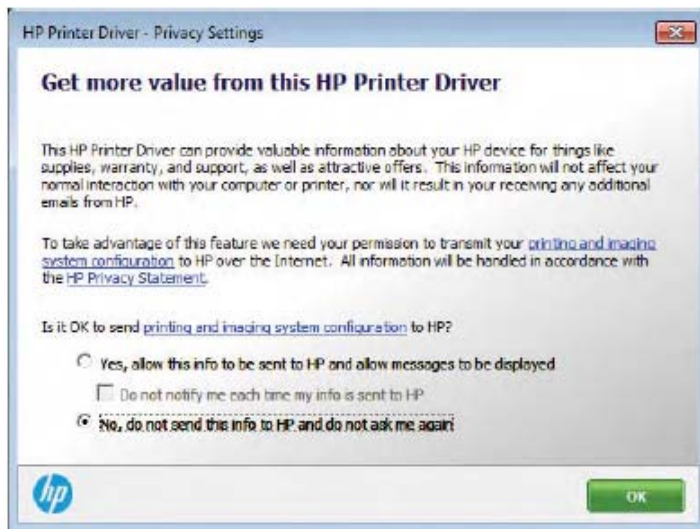 HP Printer Driver - Privacy Settings
Get more value from this HP Printer Driver
This HP Printer Driver can provide valuable information about your HP device for things like
supplies, warranty, and support, as well as attractive offers. This information will not affect your
normal interaction with your computer or printer, nor will it result in your receiving any additional
emails from HP.
To take advantage of this feature we need your permission to transmit your printing and imaging
system configuration to HP over the Internet. All information will be handled in accordance with
the HP Privacy Statement.
Is it OK to send printing and imaging system configuration to HP?
Yes, allow this info to be sent to HP and allow messages to be displayed
Do not notify me each time my info is sent to HP
No, do not send this info to HP and do not ask me again
hp
OK